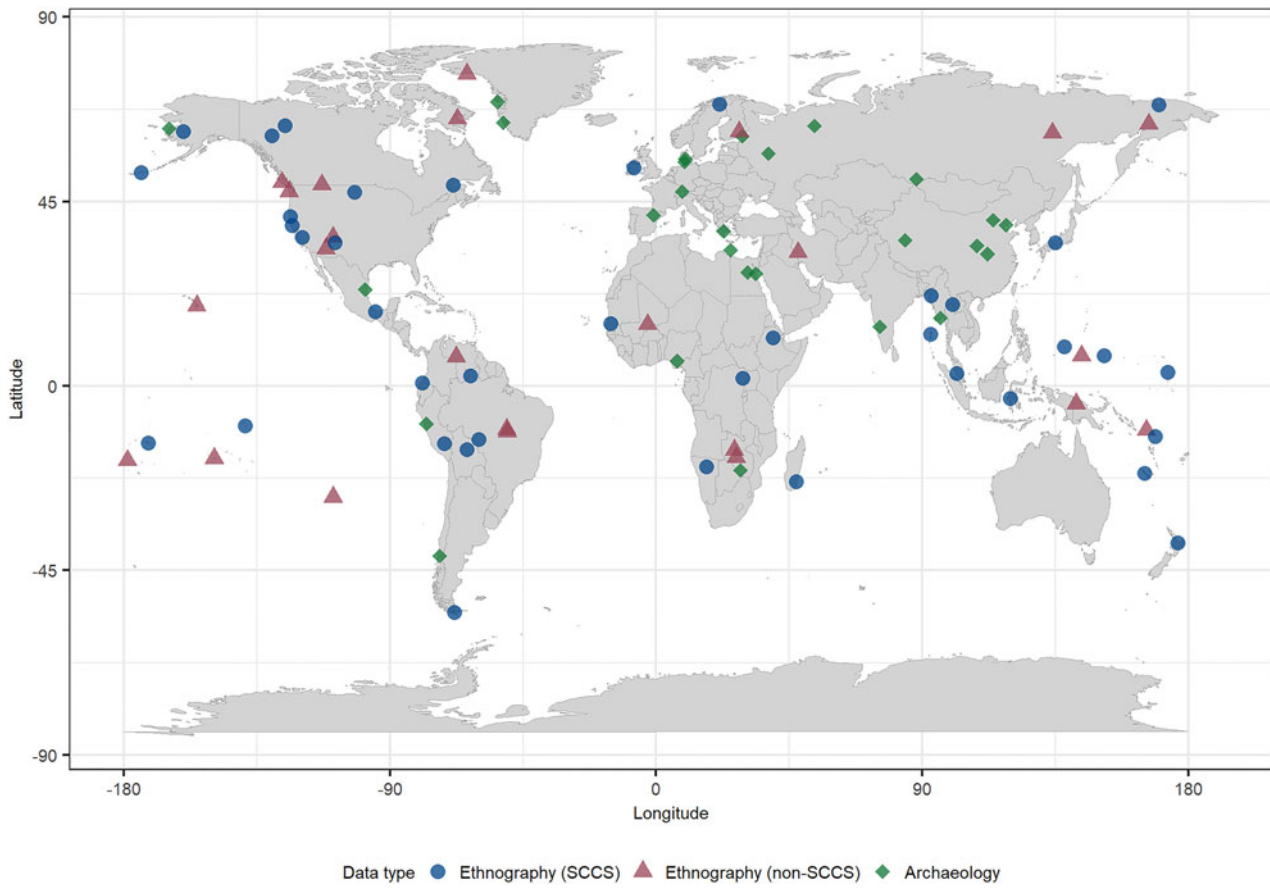 90
45
0
-45
-90
Latitude
-180 -90 0 90 180
Longitude
Data type Ethnography (SCCS) Ethnography (non-SCCS) Archaeology